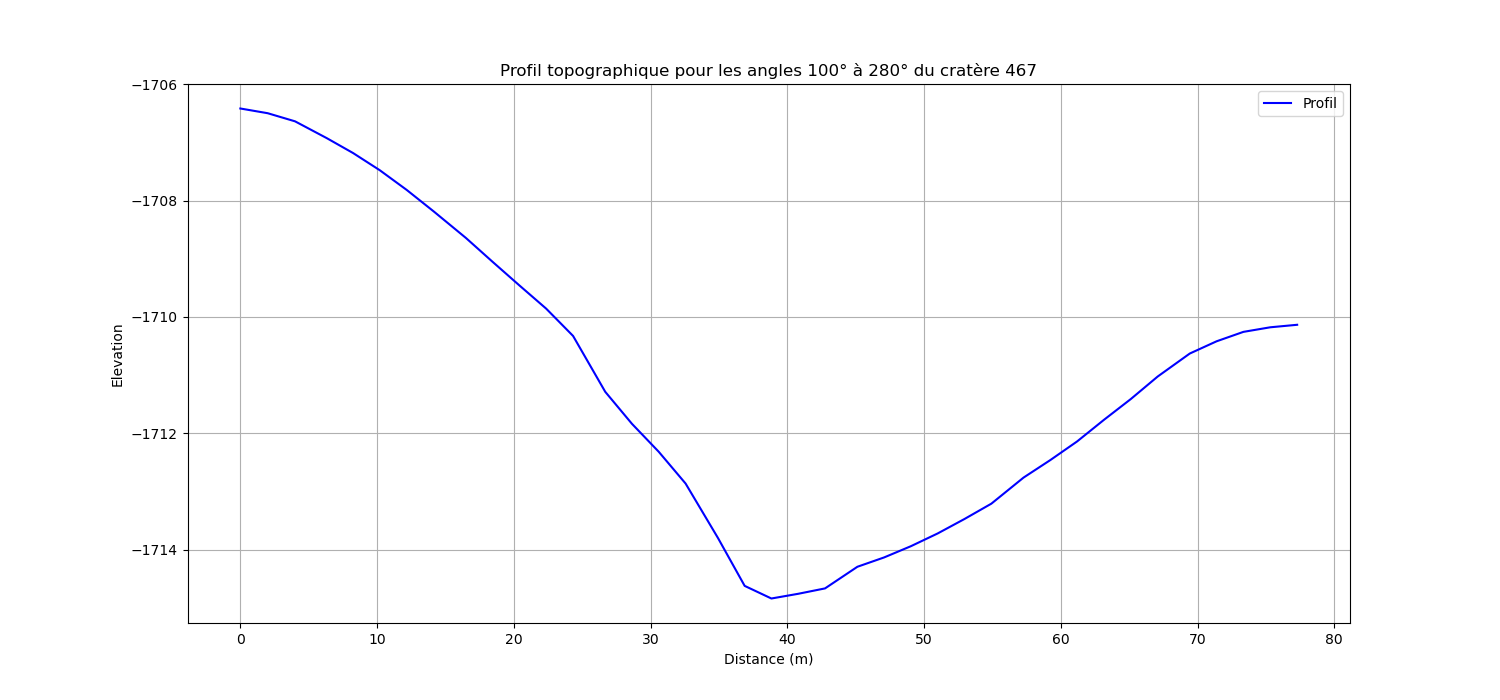 Profil topographique pour les angles 100° à 280° du cratère 467
Profil
−1706
−1708
−1710
−1712
−1714
Elevation
0 10 20 30 40 50 60 70 80
Distance (m)